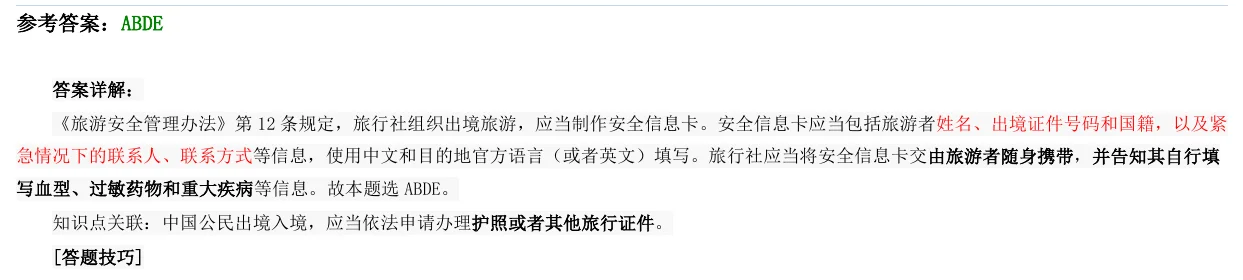 参考答案：ABDE
答案详解：
《旅游安全管理办法》第 12 条规定，旅行社组织出境旅游，应当制作安全信息卡。安全信息卡应当包括旅游者姓名、出境证件号码和国籍，以及紧
急情况下的联系人、联系方式等信息，使用中文和目的地官方语言（或者英文）填写。旅行社应当将安全信息卡交由旅游者随身携带，并告知其自行填
写血型、过敏药物和重大疾病等信息。故本题选 ABDE。
知识点关联：中国公民出境入境，应当依法申请办理护照或者其他旅行证件。
[答题技巧]